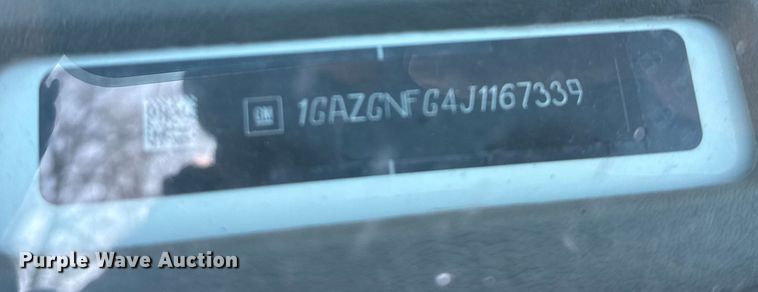 GM 1GAZGNFG4J1167339
Purple Wave Auction